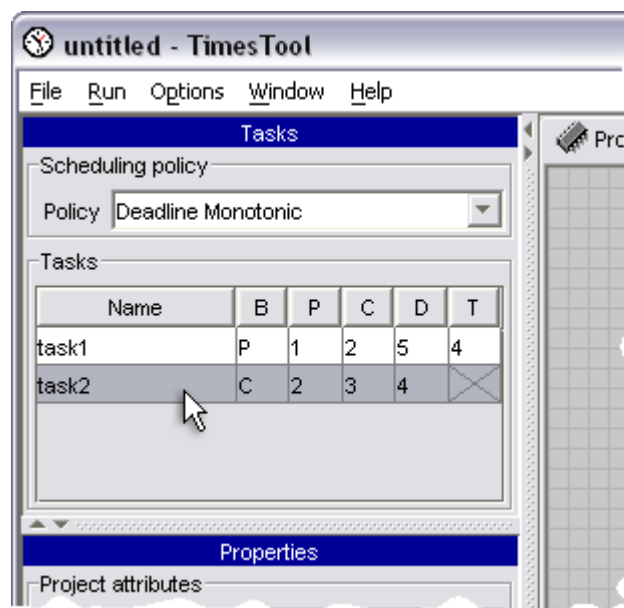 untitled - TimesTool
File Run Options Window Help
Tasks
Scheduling policy
Policy Deadline Monotonic
Tasks
Name B P C D T
task1 P 1 2 5 4
task2 C 2 3 4
Properties
Project attributes
Pro